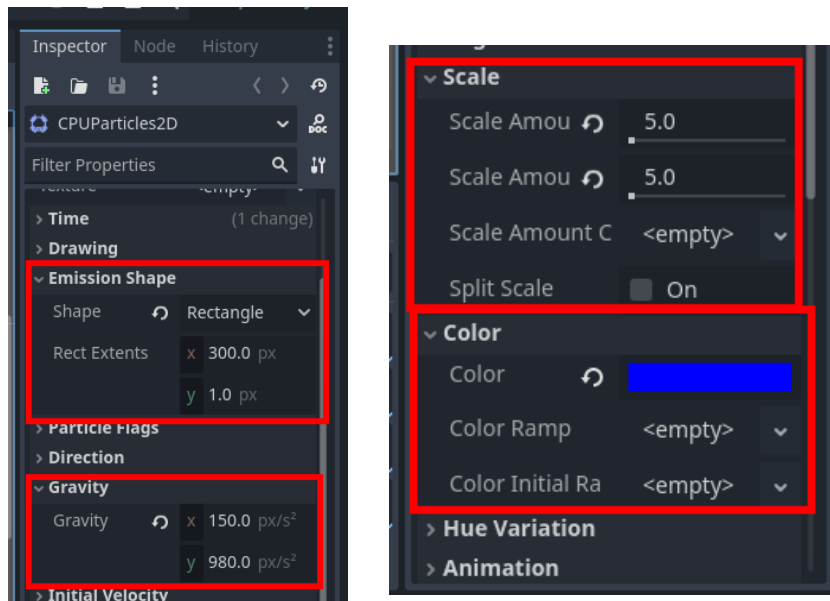 Inspector Node History
CPUParticles2D
DOC
Filter Properties
Texture <empty>
Time (1 change)
Drawing
Emission Shape
Shape Rectangle
Rect Extents x 300.0 px
y 1.0 px
Particle Flags
Direction
Gravity
Gravity x 150.0 px/s²
y 980.0 px/s²
Initial Velocity
Scale
Scale Amou 5.0
Scale Amou 5.0
Scale Amount C <empty>
Split Scale On
Color
Color
Color Ramp <empty>
Color Initial Ra <empty>
Hue Variation
Animation